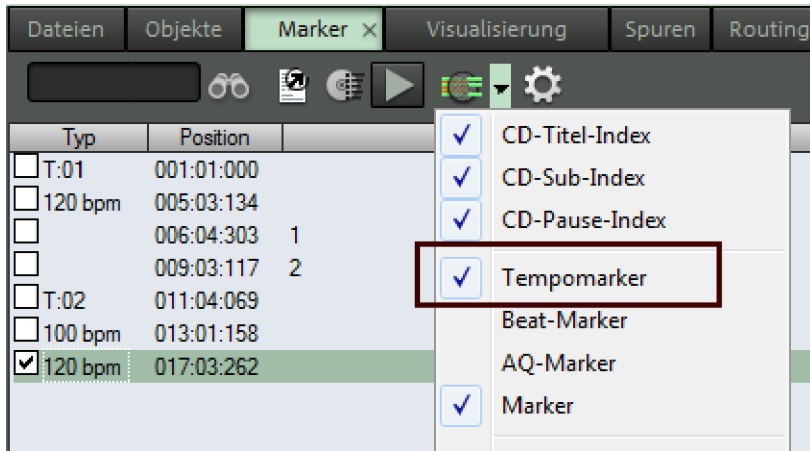 Dateien Objekte Marker × Visualisierung Spuren Routing
Typ Position
T:01 001:01:000
120 bpm 005:03:134
006:04:303 1
009:03:117 2
T:02 011:04:069
100 bpm 013:01:158
120 bpm 017:03:262
CD-Titel-Index
CD-Sub-Index
CD-Pause-Index
Tempomarker
Beat-Marker
AQ-Marker
Marker